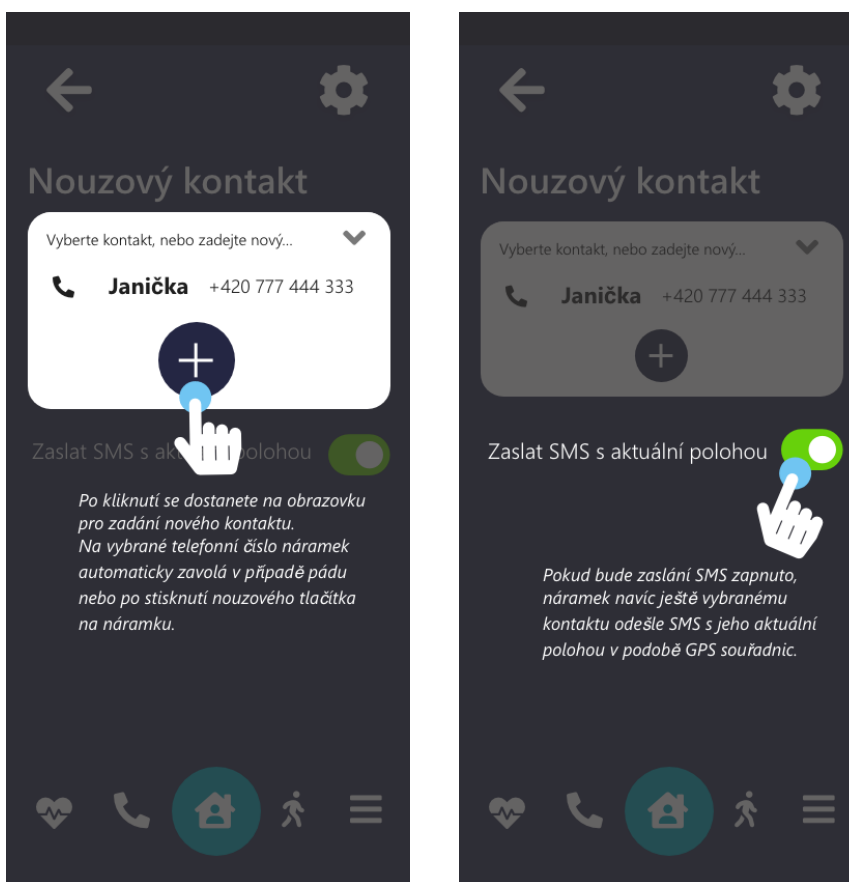 Nouzový kontakt
Vyberte kontakt, nebo zadejte nový...
Janička +420 777 444 333
Zaslat SMS s aktuální polohou
Po kliknutí se dostanete na obrazovku
pro zadání nového kontaktu.
Na vybrané telefonní číslo náramek
automaticky zavolá v případě pádu
nebo po stisknutí nouzového tlačítka
na náramku.
Nouzový kontakt
Vyberte kontakt, nebo zadejte nový...
Janička +420 777 444 333
Zaslat SMS s aktuální polohou
Pokud bude zaslání SMS zapnuto,
náramek navíc ještě vybranému
kontaktu odešle SMS s jeho aktuální
polohou v podobě GPS souřadnic.